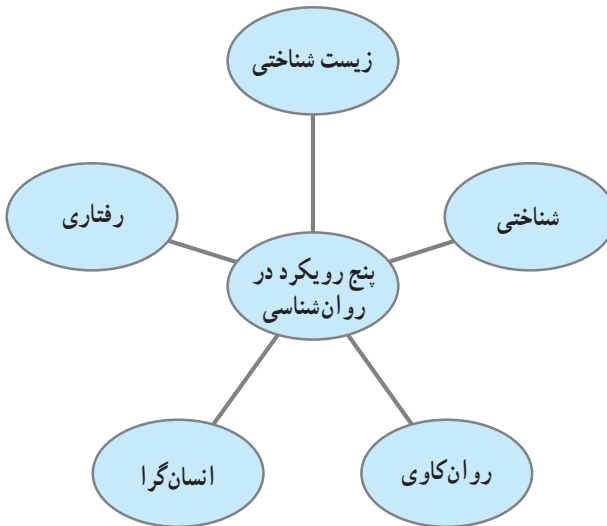 زیست شناختی
شناختی
رفتاری
پنج رویکرد در
روان‌شناسی
روان‌کاوی
انسان‌گرا